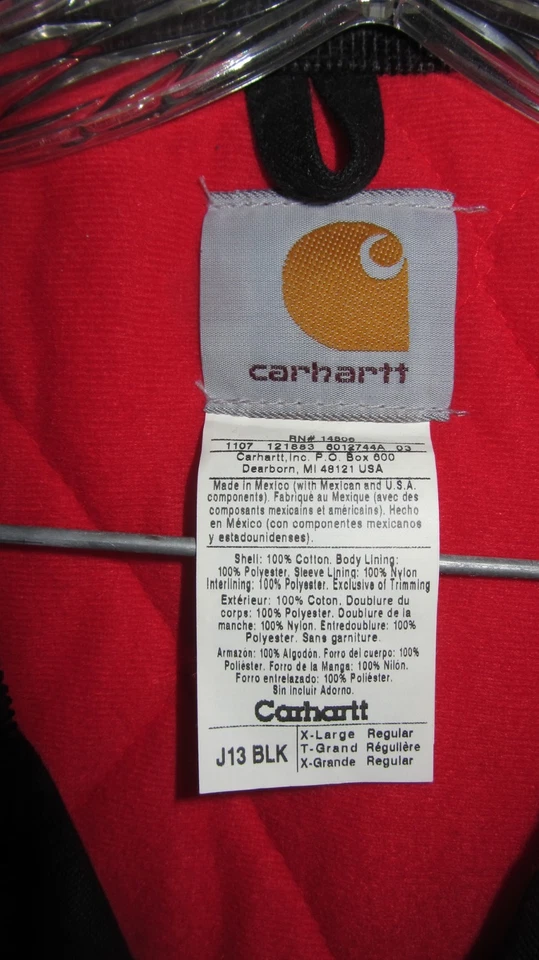 carhartt
RN# 14806
1107 121883 6012744A 03
Carhartt,Inc. P.O. Box 600
Dearborn, MI 48121 USA
Made in Mexico (with Mexican and U.S.A.
components). Fabriqué au Mexique (avec des
composants mexicains et américains). Hecho
en México (con componentes mexicanos
y estadounidenses).
Shell: 100% Cotton. Body Lining:
100% Polyester. Sleeve Lining: 100% Nylon
Interlining: 100% Polyester. Exclusive of Trimming
Extérieur: 100% Coton. Doublure du
corps: 100% Polyester. Doublure de la
manche: 100% Nylon. Entredoublure: 100%
Polyester. Sans garniture.
Armazón: 100% Algodón. Forro del cuerpo: 100%
Poliéster. Forro de la Manga: 100% Nilón.
Forro entrelazado: 100% Poliéster.
Sin incluir Adorno.
Carhartt
J13 BLK
X-Large Regular
T-Grand Régulière
X-Grande Regular